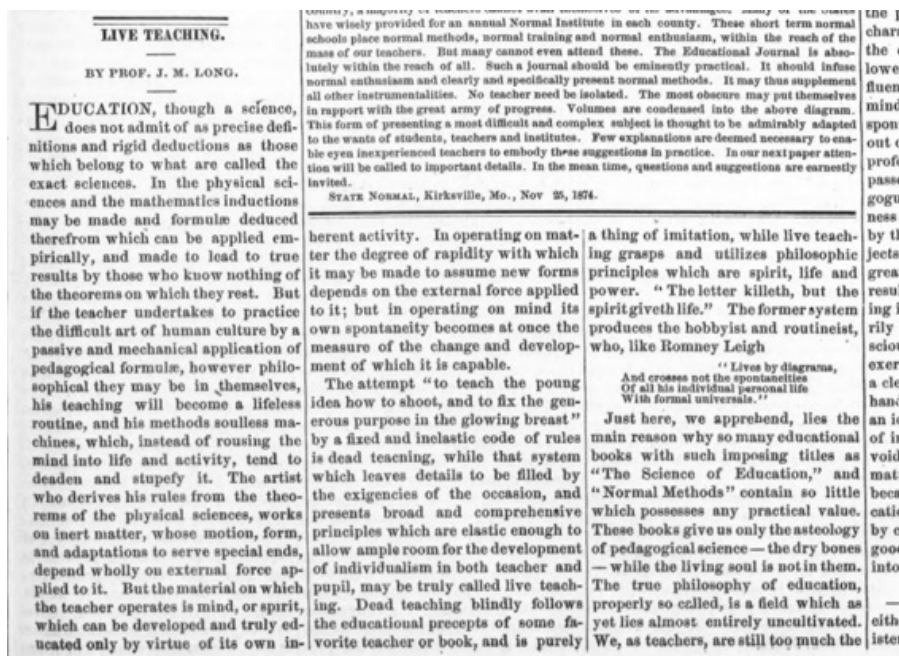 LIVE TEACHING.
BY PROF. J. M. LONG.
EDUCATION, though a science,
does not admit of as precise defi-
nitions and rigid deductions as those
which belong to what are called the
exact sciences. In the physical sci-
ences and the mathematics inductions
may be made and formulæ deduced
therefrom which can be applied em-
pirically, and made to lead to true
results by those who know nothing of
the theorems on which they rest. But
if the teacher undertakes to practice
the difficult art of human culture by a
passive and mechanical application of
pedagogical formulæ, however philo-
sophical they may be in themselves,
his teaching will become a lifeless
routine, and his methods soulless ma-
chines, which, instead of rousing the
mind into life and activity, tend to
deaden and stupefy it. The artist
who derives his rules from the theo-
rems of the physical sciences, works
on inert matter, whose motion, form,
and adaptations to serve special ends,
depend wholly on external force ap-
plied to it. But the material on which
the teacher operates is mind, or spirit,
which can be developed and truly ed-
ucated only by virtue of its own in-
have wisely provided for an annual Normal Institute in each county. These short term normal
schools place normal methods, normal training and normal enthusiasm, within the reach of the
mass of our teachers. But many cannot even attend these. The Educational Journal is abso-
lutely within the reach of all. Such a journal should be eminently practical. It should infuse
normal enthusiasm and clearly and specifically present normal methods. It may thus supplement
all other instrumentalities. No teacher need be isolated. The most obscure may put themselves
in rapport with the great army of progress. Volumes are condensed into the above diagram.
This form of presenting a most difficult and complex subject is thought to be admirably adapted
to the wants of students, teachers and institutes. Few explanations are deemed necessary to ena-
ble eyen inexperienced teachers to embody these suggestions in practice. In our next paper atten-
tion will be called to important details. In the mean time, questions and suggestions are earnestly
invited.
STATE NORMAL, Kirksville, Mo., Nov 25, 1874.
herent activity. In operating on mat-
ter the degree of rapidity with which
it may be made to assume new forms
depends on the external force applied
to it; but in operating on mind its
own spontaneity becomes at once the
measure of the change and develop-
ment of which it is capable.
The attempt "to teach the poung
idea how to shoot, and to fix the gen-
erous purpose in the glowing breast"
by a fixed and inelastic code of rules
is dead teacning, while that system
which leaves details to be filled by
the exigencies of the occasion, and
presents broad and comprehensive
principles which are elastic enough to
allow ample room for the development
of individualism in both teacher and
pupil, may be truly called live teach-
ing. Dead teaching blindly follows
the educational precepts of some fa-
vorite teacher or book, and is purely
a thing of imitation, while live teach-
ing grasps and utilizes philosophic
principles which are spirit, life and
power. "The letter killeth, but the
spirit giveth life." The former system
produces the hobbyist and routineist,
who, like Romney Leigh
"Lives by diagrams,
And crosses not the spontaneities
Of all his individual personal life
With formal universals."
Just here, we apprehend, lies the
main reason why so many educational
books with such imposing titles as
"The Science of Education," and
"Normal Methods" contain so little
which possesses any practical value.
These books give us only the asteology
of pedagogical science — the dry bones
— while the living soul is not in them.
The true philosophy of education,
properly so called, is a field which as
yet lies almost entirely uncultivated.
We, as teachers, are still too much the